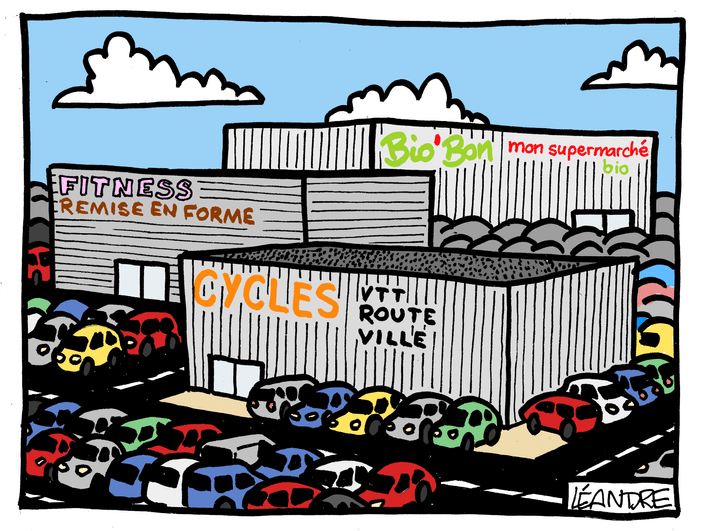 Bio'Bon mon supermarché
bio
FITNESS
REMISE EN FORME
CYCLES VTT
ROUTE
VILLE
LÉANDRE